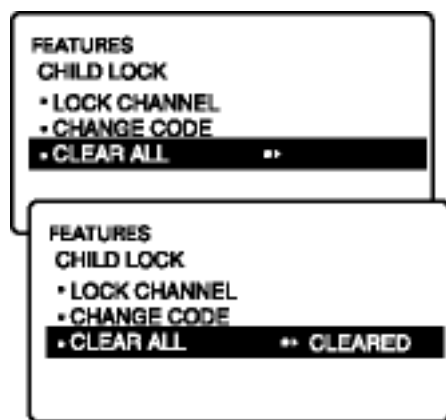 FEATURES
CHILD LOCK
• LOCK CHANNEL
• CHANGE CODE
• CLEAR ALL
FEATURES
CHILD LOCK
• LOCK CHANNEL
• CHANGE CODE
• CLEAR ALL CLEARED